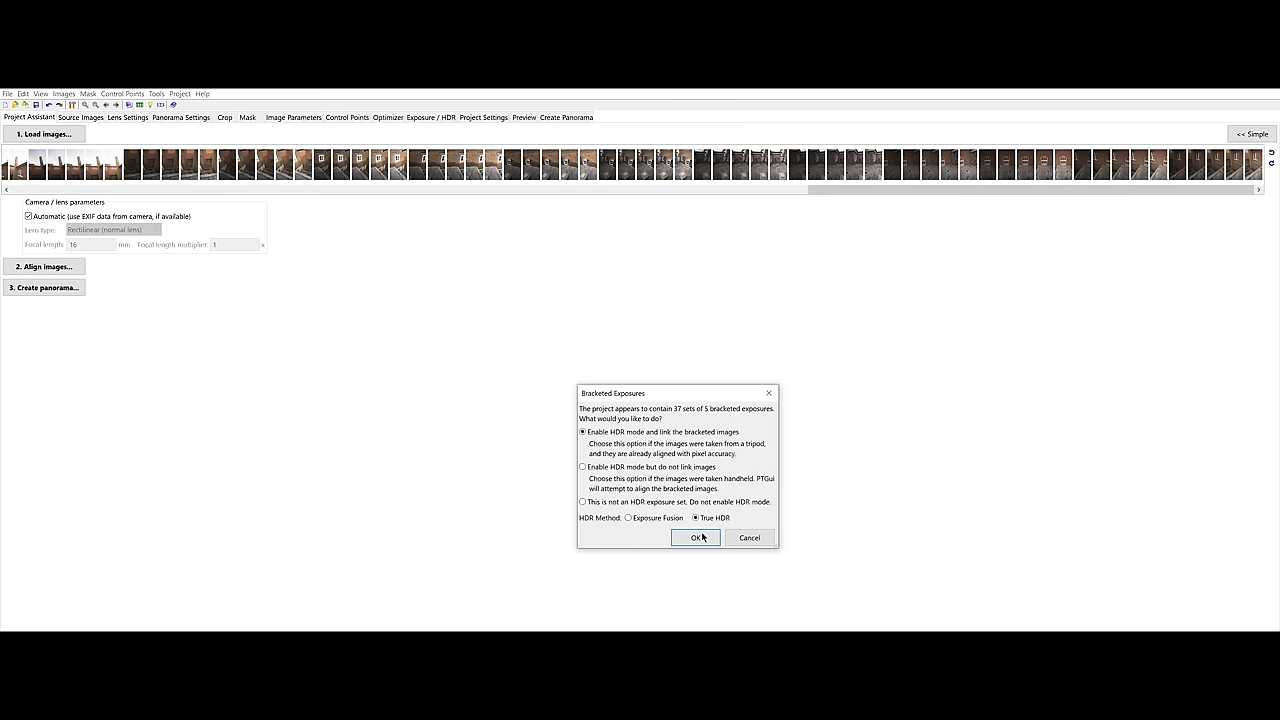 File Edit View Images Mask Control Points Tools Project Help
123
Project Assistant Source Images Lens Settings Panorama Settings Crop Mask Image Parameters Control Points Optimizer Exposure / HDR Project Settings Preview Create Panorama
1. Load images...
<< Simple
Camera / lens parameters
Automatic (use EXIF data from camera, if available)
Lens type: Rectilinear (normal lens)
Focal length: 16 mm Focal length multiplier: 1 x
2. Align images...
3. Create panorama...
Bracketed Exposures
The project appears to contain 37 sets of 5 bracketed exposures.
What would you like to do?
Enable HDR mode and link the bracketed images
Choose this option if the images were taken from a tripod,
and they are already aligned with pixel accuracy.
Enable HDR mode but do not link images
Choose this option if the images were taken handheld. PTGui
will attempt to align the bracketed images.
This is not an HDR exposure set. Do not enable HDR mode.
HDR Method: Exposure Fusion True HDR
OK Cancel